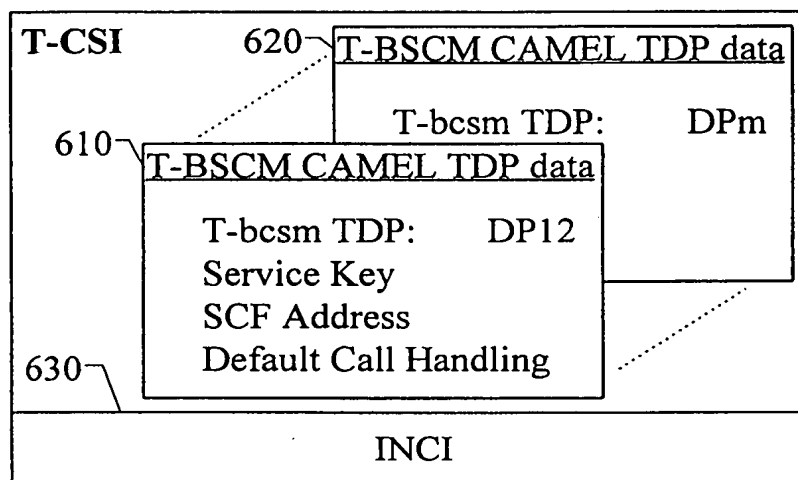 T-CSI
620
T-BSCM CAMEL TDP data
T-bcsm TDP: DPm
610
T-BSCM CAMEL TDP data
T-bcsm TDP: DP12
Service Key
SCF Address
Default Call Handling
630
INCI